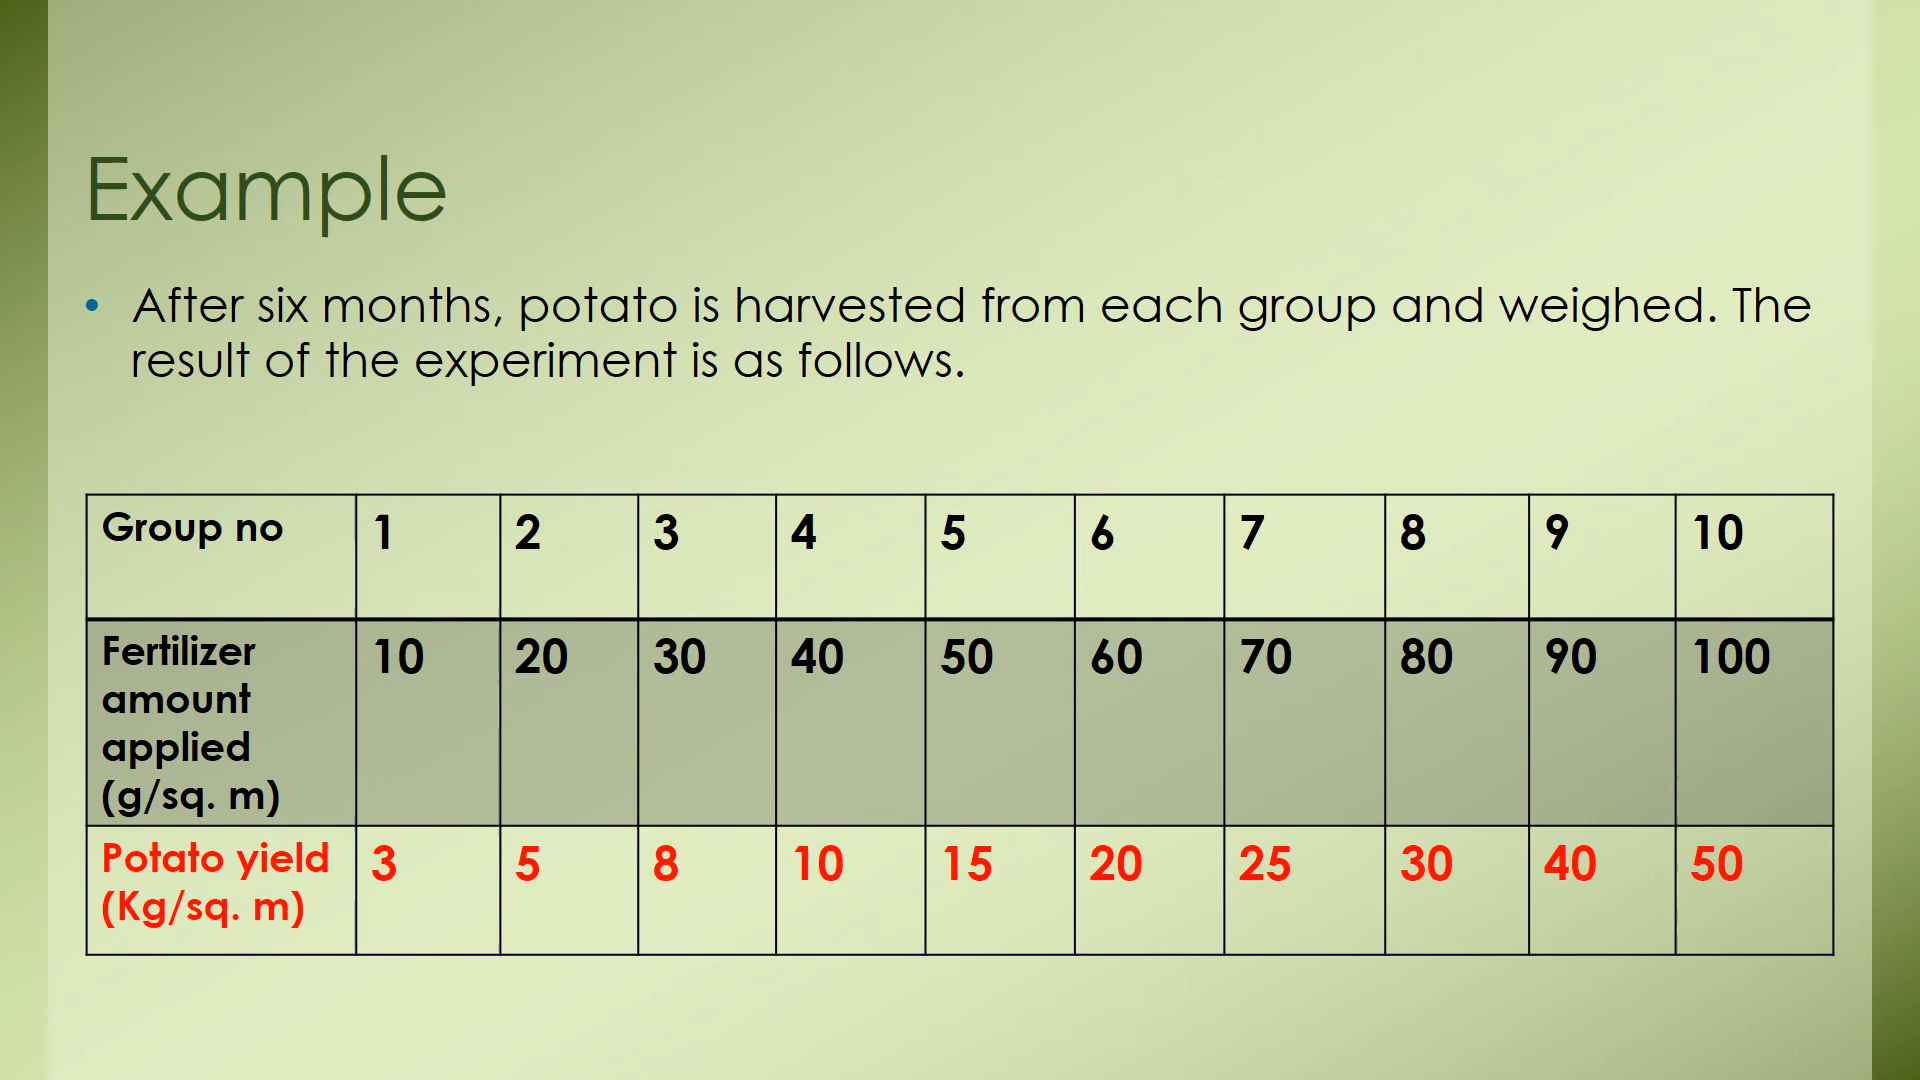 Example
• After six months, potato is harvested from each group and weighed. The
result of the experiment is as follows.
Group no 1 2 3 4 5 6 7 8 9 10
Fertilizer 10 20 30 40 50 60 70 80 90 100
amount
applied
(g/sq. m)
Potato yield 3 5 8 10 15 20 25 30 40 50
(Kg/sq. m)